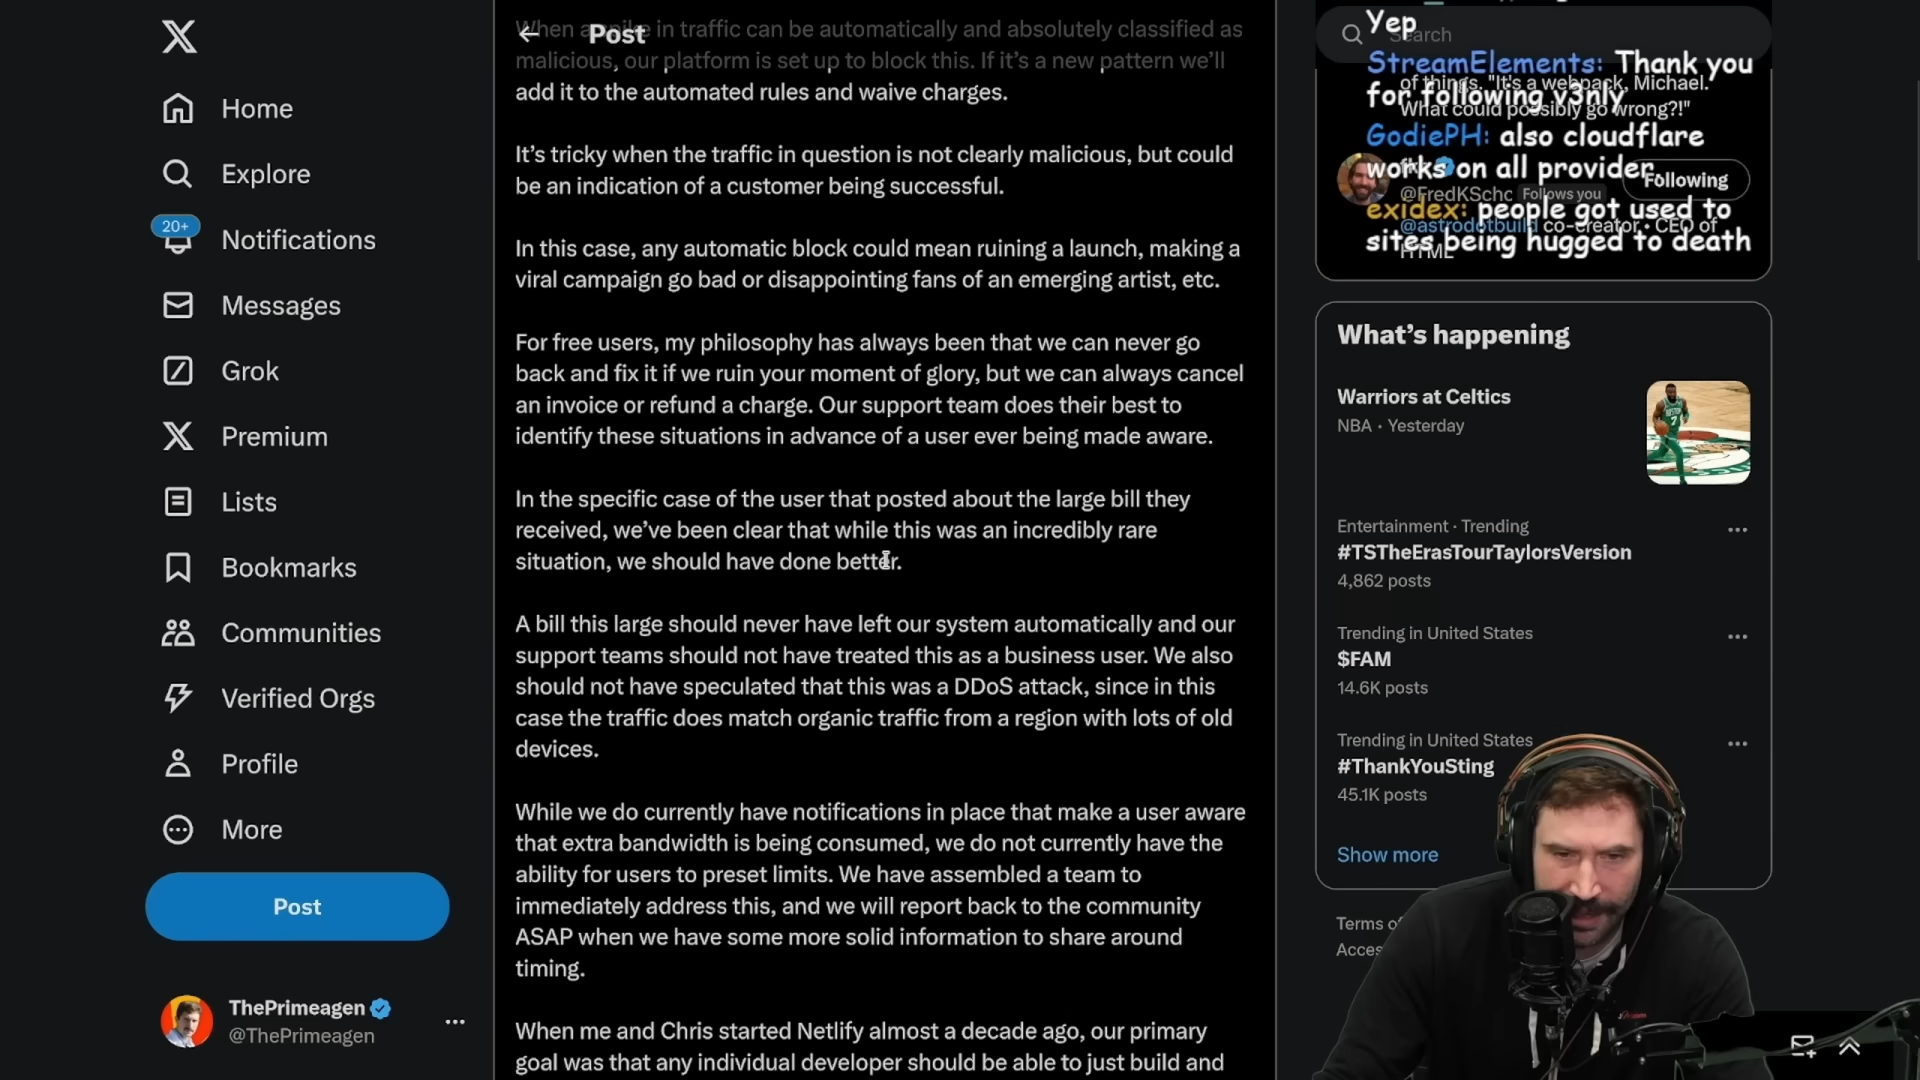 Home
Explore
20+
Notifications
Messages
Grok
Premium
Lists
Bookmarks
Communities
Verified Orgs
Profile
More
Post
ThePrimeagen
@ThePrimeagen
Post
When a spike in traffic can be automatically and absolutely classified as
malicious, our platform is set up to block this. If it's a new pattern we'll
add it to the automated rules and waive charges.
It's tricky when the traffic in question is not clearly malicious, but could
be an indication of a customer being successful.
In this case, any automatic block could mean ruining a launch, making a
viral campaign go bad or disappointing fans of an emerging artist, etc.
For free users, my philosophy has always been that we can never go
back and fix it if we ruin your moment of glory, but we can always cancel
an invoice or refund a charge. Our support team does their best to
identify these situations in advance of a user ever being made aware.
In the specific case of the user that posted about the large bill they
received, we've been clear that while this was an incredibly rare
situation, we should have done better.
A bill this large should never have left our system automatically and our
support teams should not have treated this as a business user. We also
should not have speculated that this was a DDoS attack, since in this
case the traffic does match organic traffic from a region with lots of old
devices.
While we do currently have notifications in place that make a user aware
that extra bandwidth is being consumed, we do not currently have the
ability for users to preset limits. We have assembled a team to
immediately address this, and we will report back to the community
ASAP when we have some more solid information to share around
timing.
When me and Chris started Netlify almost a decade ago, our primary
goal was that any individual developer should be able to just build and
Yep
Search
StreamElements: Thank you
for following v3nly
GodiePH: also cloudflare
works on all provider.
exidex: people got used to
sites being hugged to death
of things. "It's a webpack, Michael.
What could possibly go wrong?!"
@FredKScho Follows you
Following
@astrodotbuild co-creator • CEO of
HTML
What's happening
Warriors at Celtics
NBA · Yesterday
Entertainment · Trending
#TSTheErasTourTaylorsVersion
4,862 posts
Trending in United States
$FAM
14.6K posts
Trending in United States
#ThankYouSting
45.1K posts
Show more
Terms